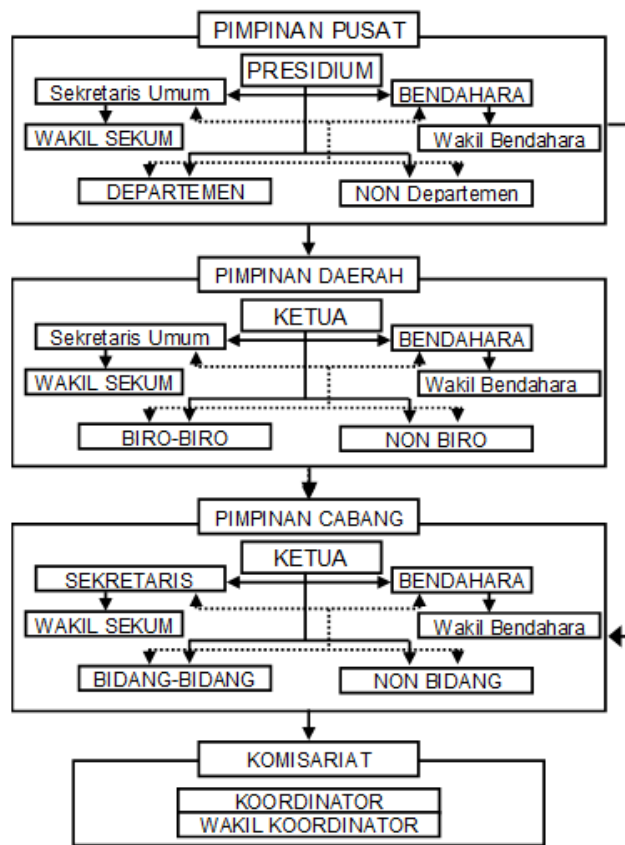 PIMPINAN PUSAT
PRESIDIUM
Sekretaris Umum
BENDAHARA
WAKIL SEKUM
Wakil Bendahara
DEPARTEMEN
NON Departemen
PIMPINAN DAERAH
KETUA
Sekretaris Umum
BENDAHARA
WAKIL SEKUM
Wakil Bendahara
BIRO-BIRO
NON BIRO
PIMPINAN CABANG
KETUA
SEKRETARIS
BENDAHARA
WAKIL SEKUM
Wakil Bendahara
BIDANG-BIDANG
NON BIDANG
KOMISARIAT
KOORDINATOR
WAKIL KOORDINATOR